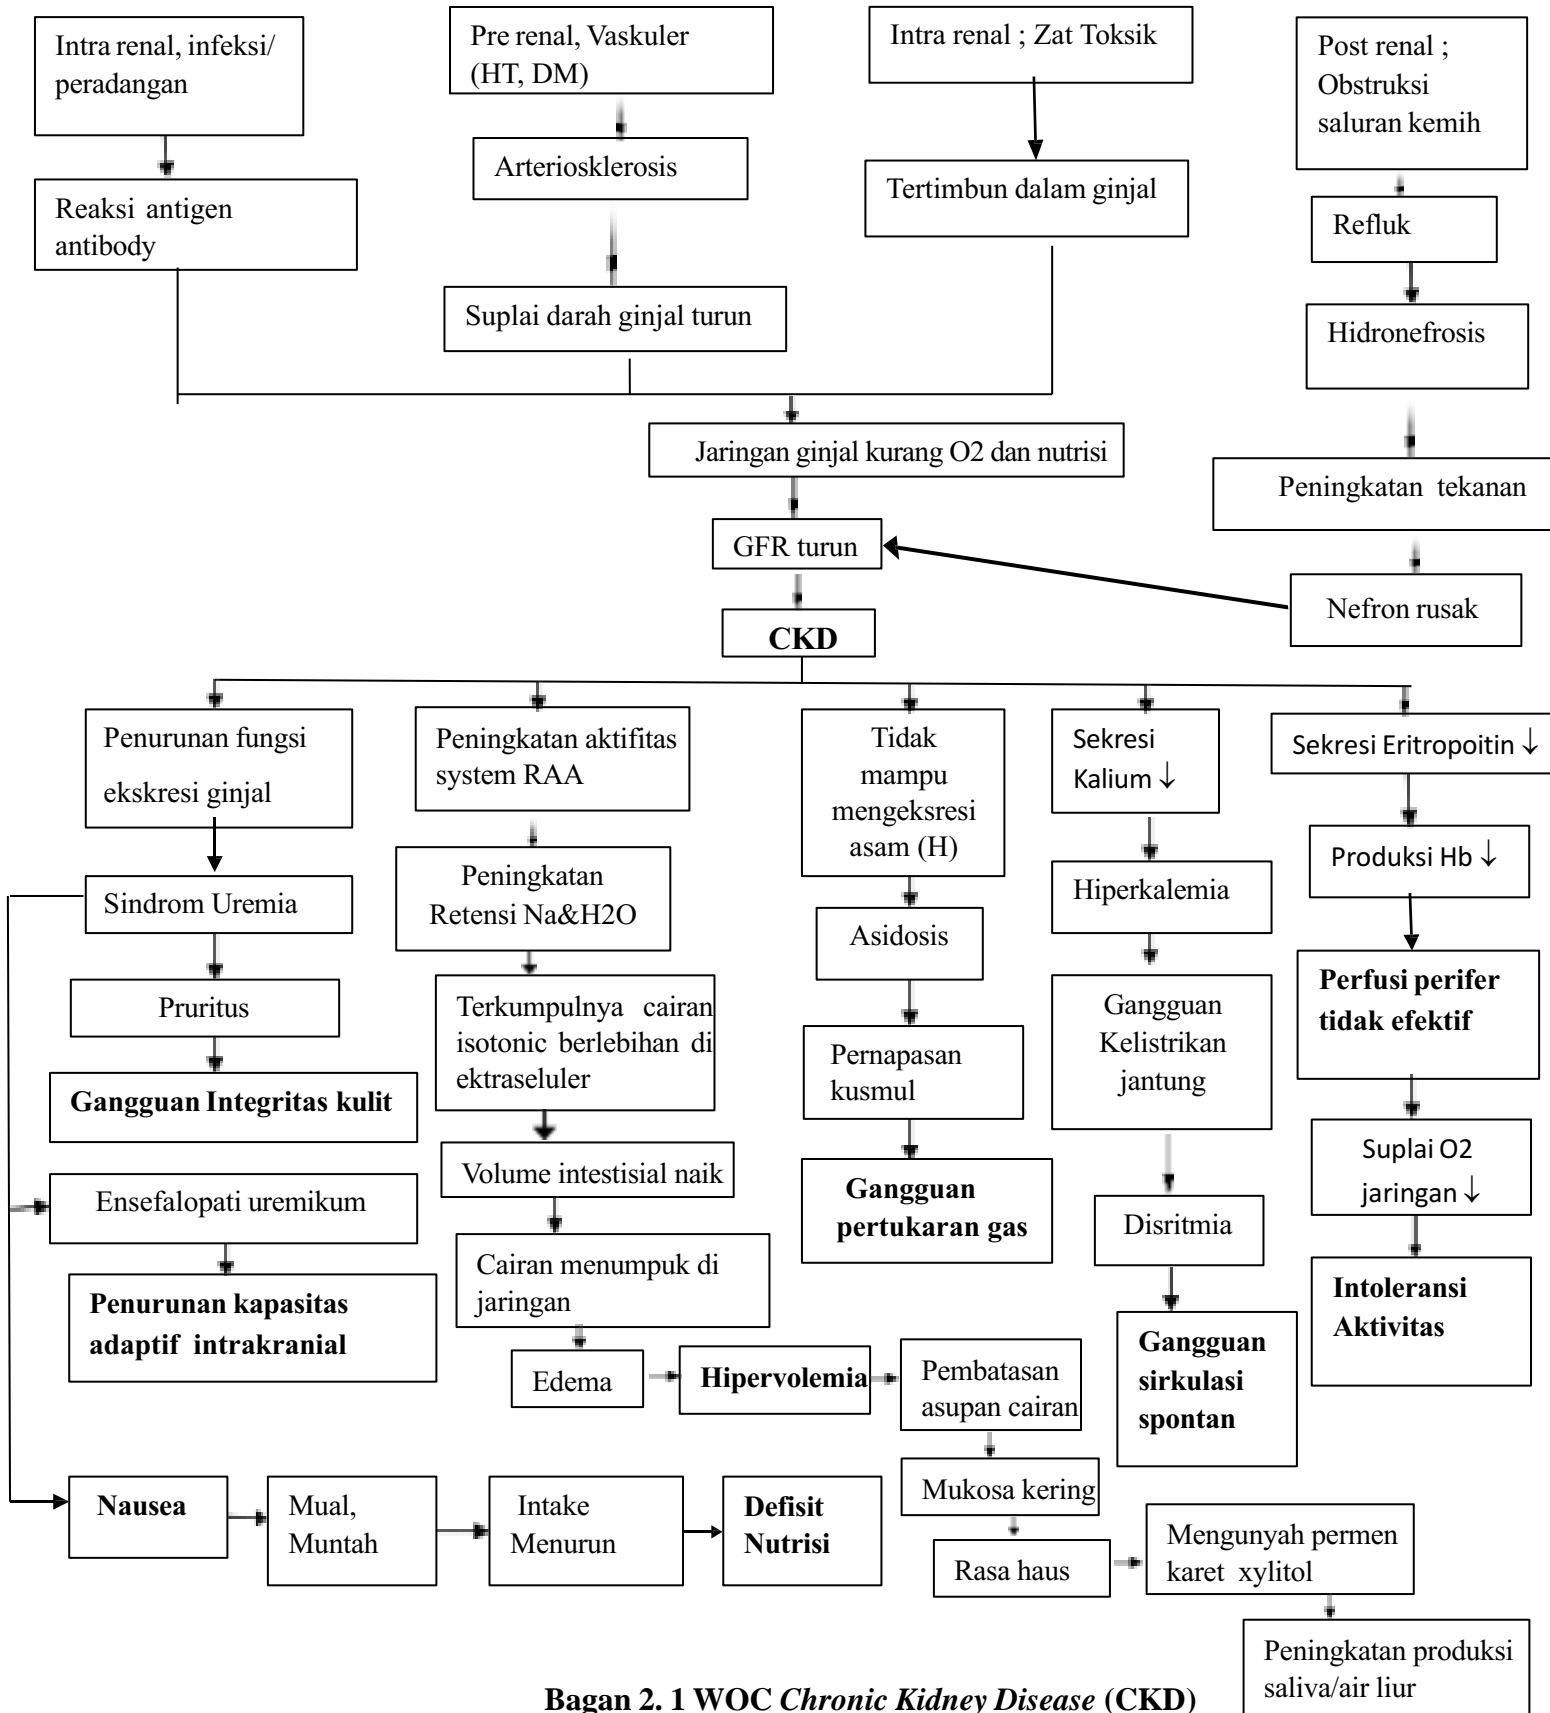 Intra renal, infeksi/
peradangan
Pre renal, Vaskuler
(HT, DM)
Intra renal ; Zat Toksik
Post renal ;
Obstruksi
saluran kemih
Reaksi antigen
antibody
Arteriosklerosis
Tertimbun dalam ginjal
Refluk
Suplai darah ginjal turun
Hidronefrosis
Jaringan ginjal kurang O2 dan nutrisi
Peningkatan tekanan
GFR turun
Nefron rusak
CKD
Penurunan fungsi
ekskresi ginjal
Peningkatan aktifitas
system RAA
Tidak
mampu
mengeksresi
asam (H)
Sekresi
Kalium ↓
Sekresi Eritropoitin ↓
Sindrom Uremia
Peningkatan
Retensi Na&H2O
Asidosis
Hiperkalemia
Produksi Hb ↓
Pruritus
Terkumpulnya cairan
isotonic berlebihan di
ektraseluler
Pernapasan
kusmul
Gangguan
Kelistrikan
jantung
Perfusi perifer
tidak efektif
Gangguan Integritas kulit
Volume intestisial naik
Gangguan
pertukaran gas
Disritmia
Suplai O2
jaringan ↓
Ensefalopati uremikum
Cairan menumpuk di
jaringan
Penurunan kapasitas
adaptif intrakranial
Edema
Hipervolemia
Pembatasan
asupan cairan
Gangguan
sirkulasi
spontan
Intoleransi
Aktivitas
Mukosa kering
Nausea
Mual,
Muntah
Intake
Menurun
Defisit
Nutrisi
Rasa haus
Mengunyah permen
karet xylitol
Peningkatan produksi
saliva/air liur
Bagan 2. 1 WOC Chronic Kidney Disease (CKD)